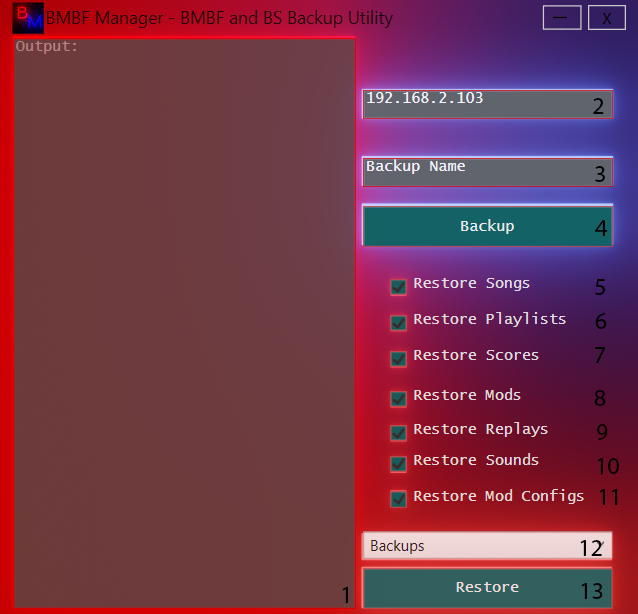 B M
BMBF Manager - BMBF and BS Backup Utility
— X
Output:
192.168.2.103 2
Backup Name 3
Backup 4
Restore Songs 5
Restore Playlists 6
Restore Scores 7
Restore Mods 8
Restore Replays 9
Restore Sounds 10
Restore Mod Configs 11
Backups 12
1
Restore 13